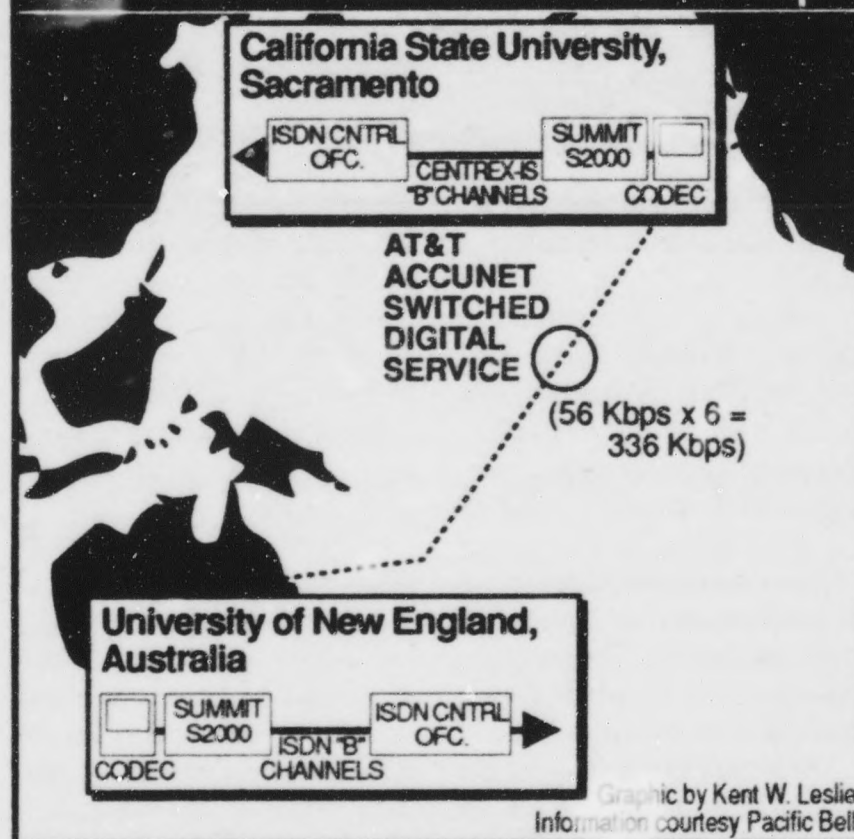 California State University,
Sacramento
ISDN CNTRL
OFC.
CENTREX-IS
"B" CHANNELS
SUMMIT
S2000
CODEC
AT&T
ACCUNET
SWITCHED
DIGITAL
SERVICE
(56 Kbps x 6 =
336 Kbps)
University of New England,
Australia
CODEC
SUMMIT
S2000
ISDN "B"
CHANNELS
ISDN CNTRL
OFC.
Graphic by Kent W. Leslie
Information courtesy Pacific Bell